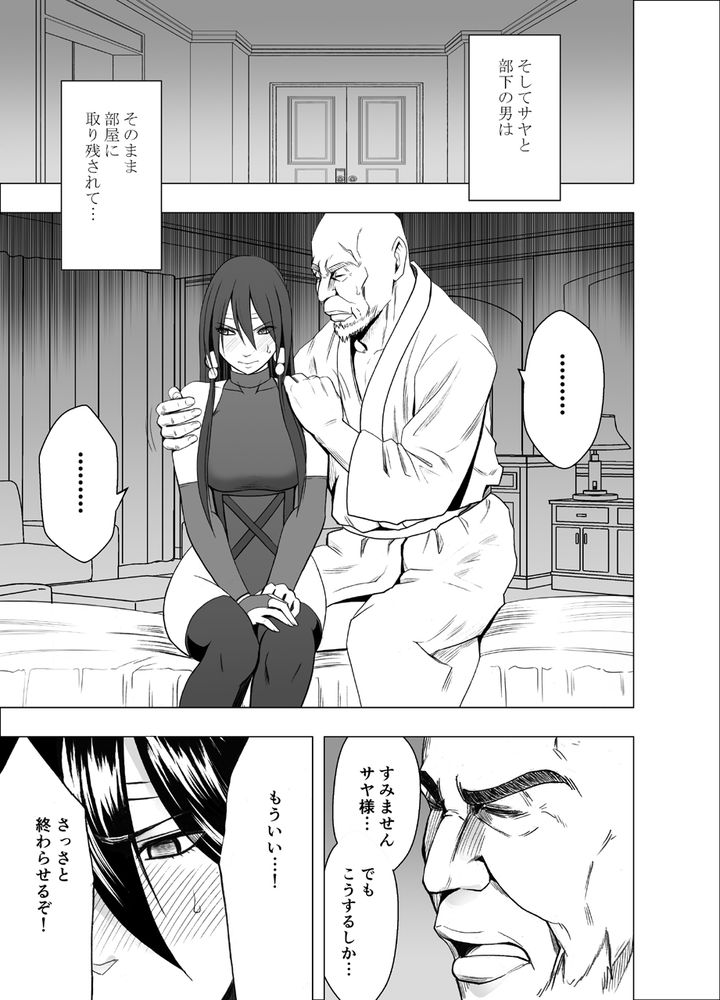 そしてサヤと
部下の男は
そのまま
部屋に
取り残されて…
………
………
すみません
サヤ様…
でも
こうするしか…
もういい…！
さっさと
終わらせるぞ！